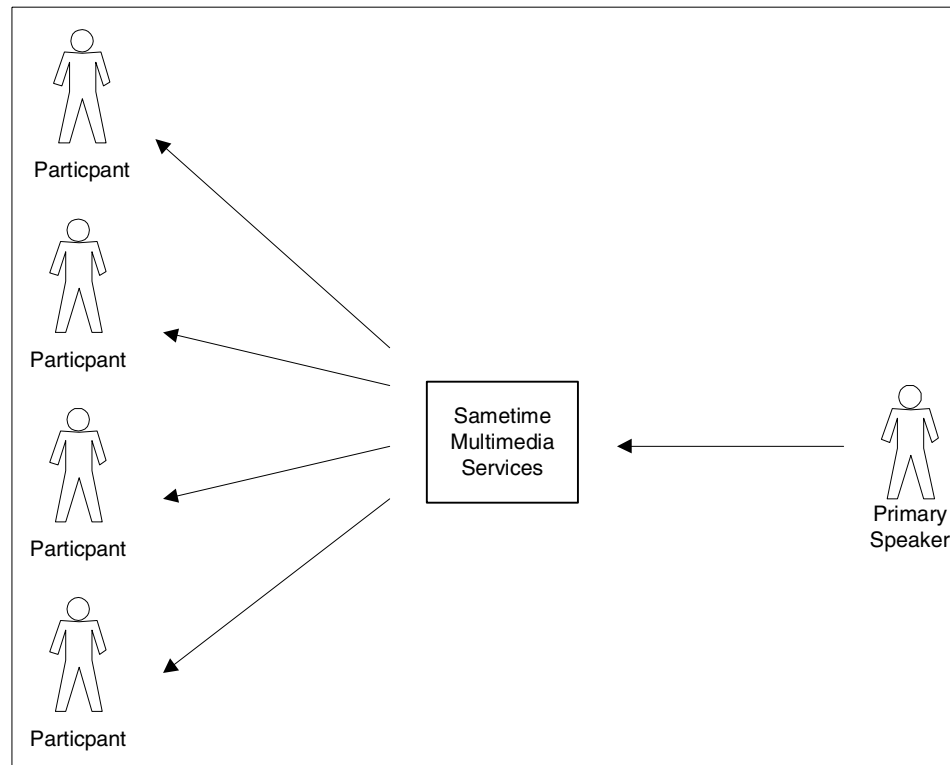 Particpant
Particpant
Particpant
Particpant
Sametime
Multimedia
Services
Primary
Speaker